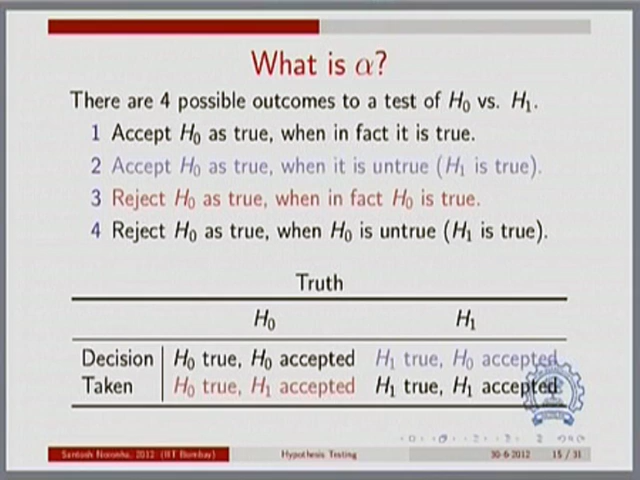 What is α?
There are 4 possible outcomes to a test of H0 vs. H1.
1 Accept H0 as true, when in fact it is true.
2 Accept H0 as true, when it is untrue (H1 is true).
3 Reject H0 as true, when in fact H0 is true.
4 Reject H0 as true, when H0 is untrue (H1 is true).
Truth
H0 H1
Decision H0 true, H0 accepted H1 true, H0 accepted
Taken H0 true, H1 accepted H1 true, H1 accepted
Santosh Noronha, 2012 (IIT Bombay) Hypothesis Testing 30-6-2012 15 / 31